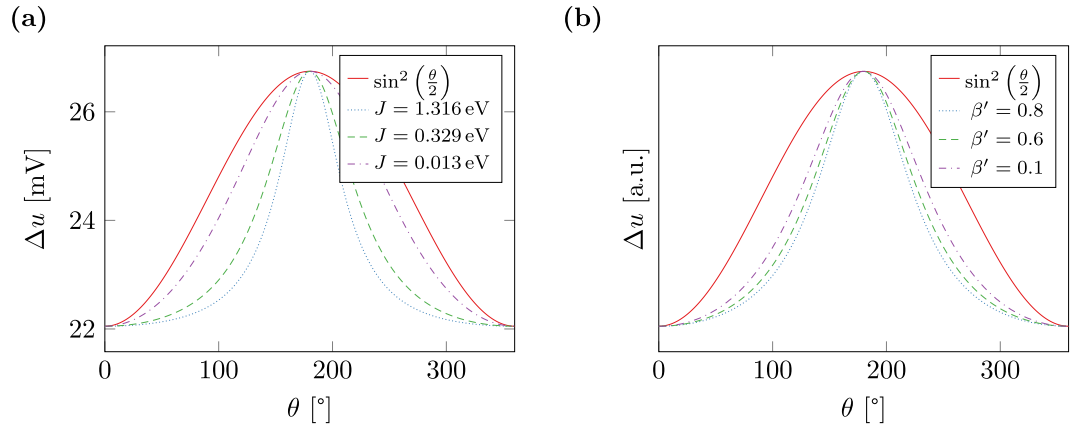 (a)
Δu [mV]
26
24
22
0
100
200
300
θ [°]
sin² (θ/2)
J = 1.316 eV
J = 0.329 eV
J = 0.013 eV
(b)
Δu [a.u.]
0
100
200
300
θ [°]
sin² (θ/2)
β′ = 0.8
β′ = 0.6
β′ = 0.1